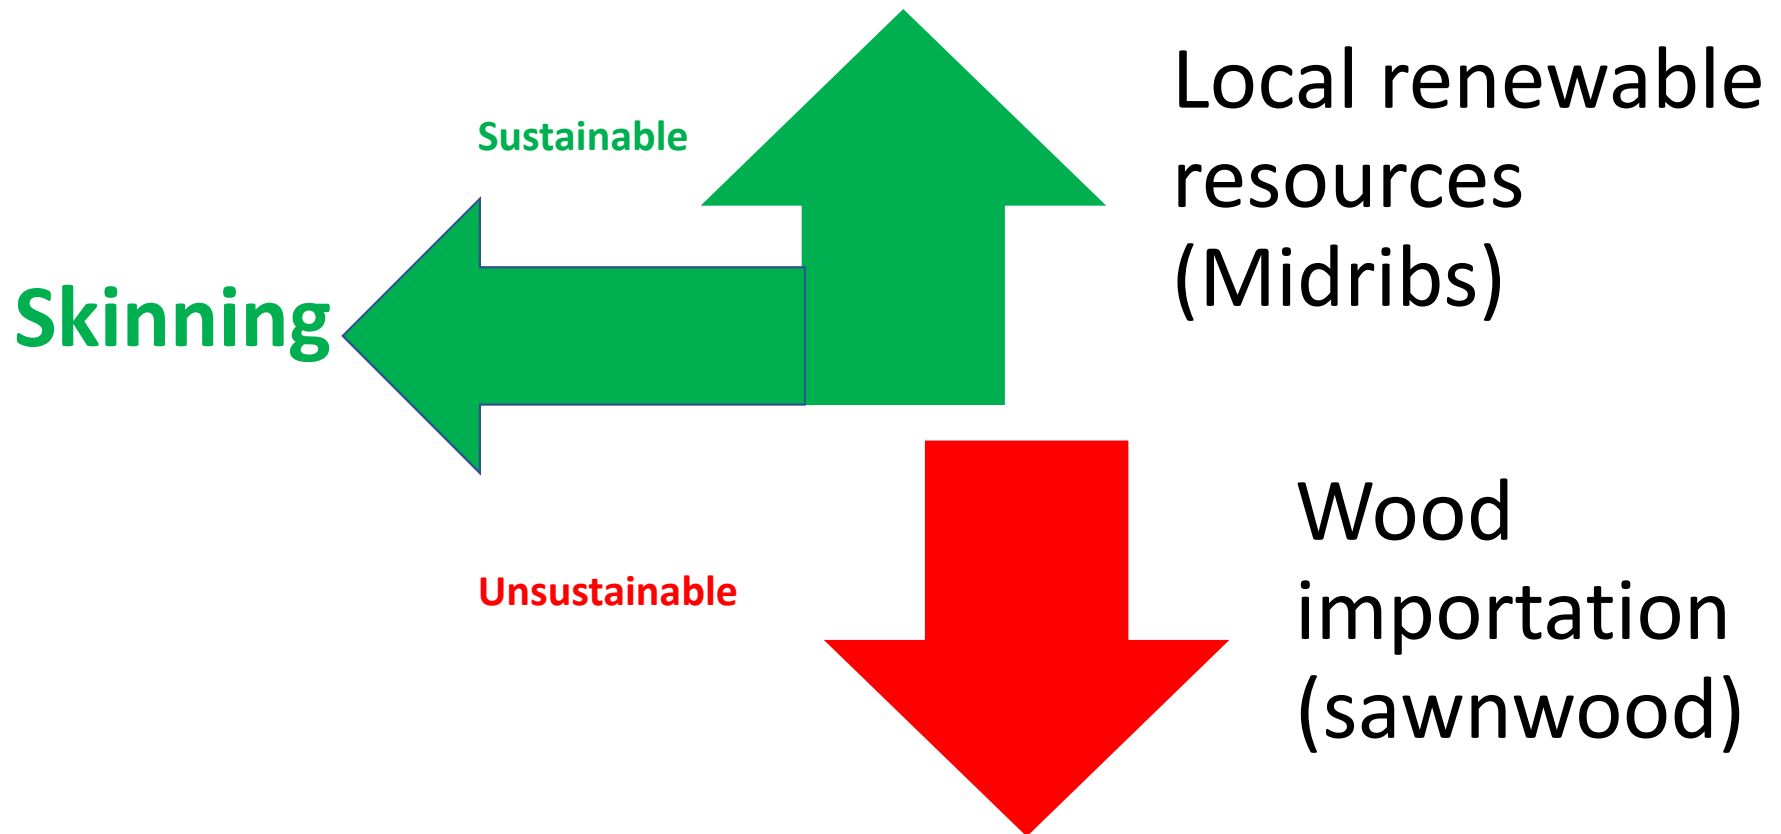 Sustainable
Skinning
Local renewable
resources
(Midribs)
Unsustainable
Wood
importation
(sawnwood)